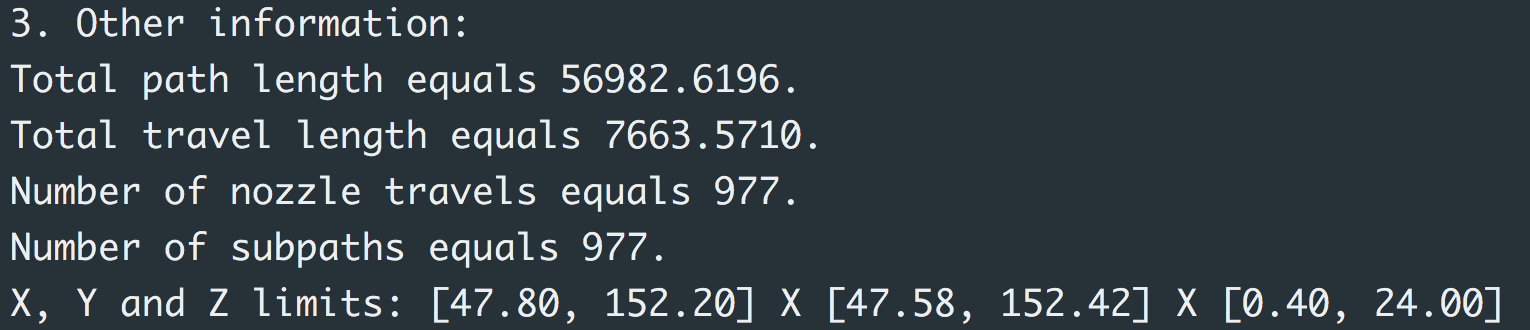 3. Other information:
Total path length equals 56982.6196.
Total travel length equals 7663.5710.
Number of nozzle travels equals 977.
Number of subpaths equals 977.
X, Y and Z limits: [47.80, 152.20] X [47.58, 152.42] X [0.40, 24.00]